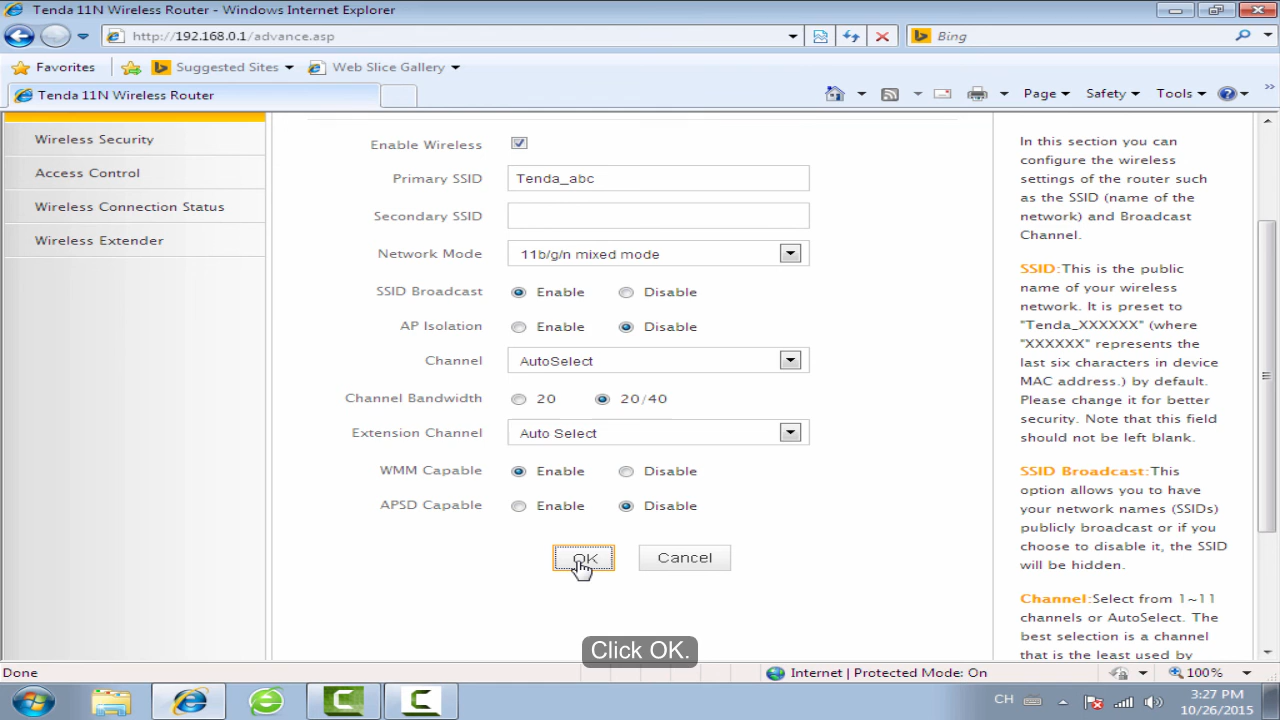 Tenda 11N Wireless Router - Windows Internet Explorer
http://192.168.0.1/advance.asp
Bing
Favorites
Suggested Sites
Web Slice Gallery
Tenda 11N Wireless Router
Page
Safety
Tools
Wireless Security
Access Control
Wireless Connection Status
Wireless Extender
Enable Wireless
Primary SSID
Tenda_abc
Secondary SSID
Network Mode
11b/g/n mixed mode
SSID Broadcast
Enable
Disable
AP Isolation
Enable
Disable
Channel
AutoSelect
Channel Bandwidth
20
20/40
Extension Channel
Auto Select
WMM Capable
Enable
Disable
APSD Capable
Enable
Disable
OK
Cancel
In this section you can
configure the wireless
settings of the router such
as the SSID (name of the
network) and Broadcast
Channel.
SSID:This is the public
name of your wireless
network. It is preset to
"Tenda_XXXXXX" (where
"XXXXXX" represents the
last six characters in device
MAC address.) by default.
Please change it for better
security. Note that this field
should not be left blank.
SSID Broadcast:This
option allows you to have
your network names (SSIDs)
publicly broadcast or if you
choose to disable it, the SSID
will be hidden.
Channel:Select from 1~11
channels or AutoSelect. The
best selection is a channel
that is the least used by
Click OK.
Done
Internet | Protected Mode: On
100%
CH
3:27 PM
10/26/2015